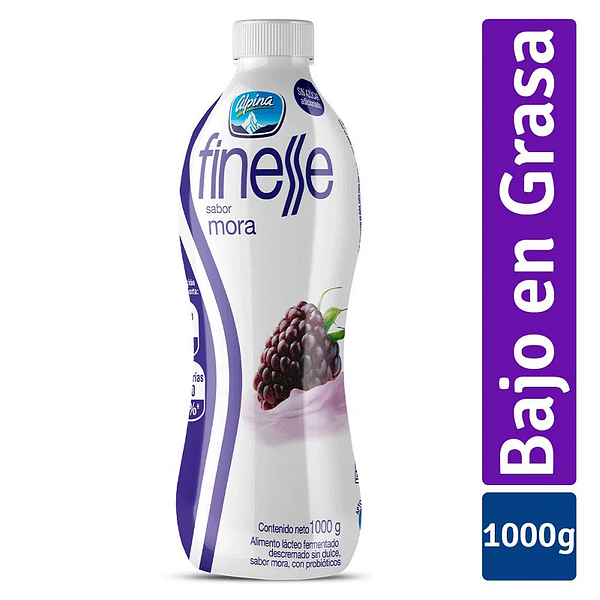 alpina
SIN AZÚCAR
adicionado
finesse
sabor
mora
Contenido neto 1000 g
Alimento lácteo fermentado
descremado sin dulce,
sabor mora, con probióticos
Bajo en Grasa
1000g